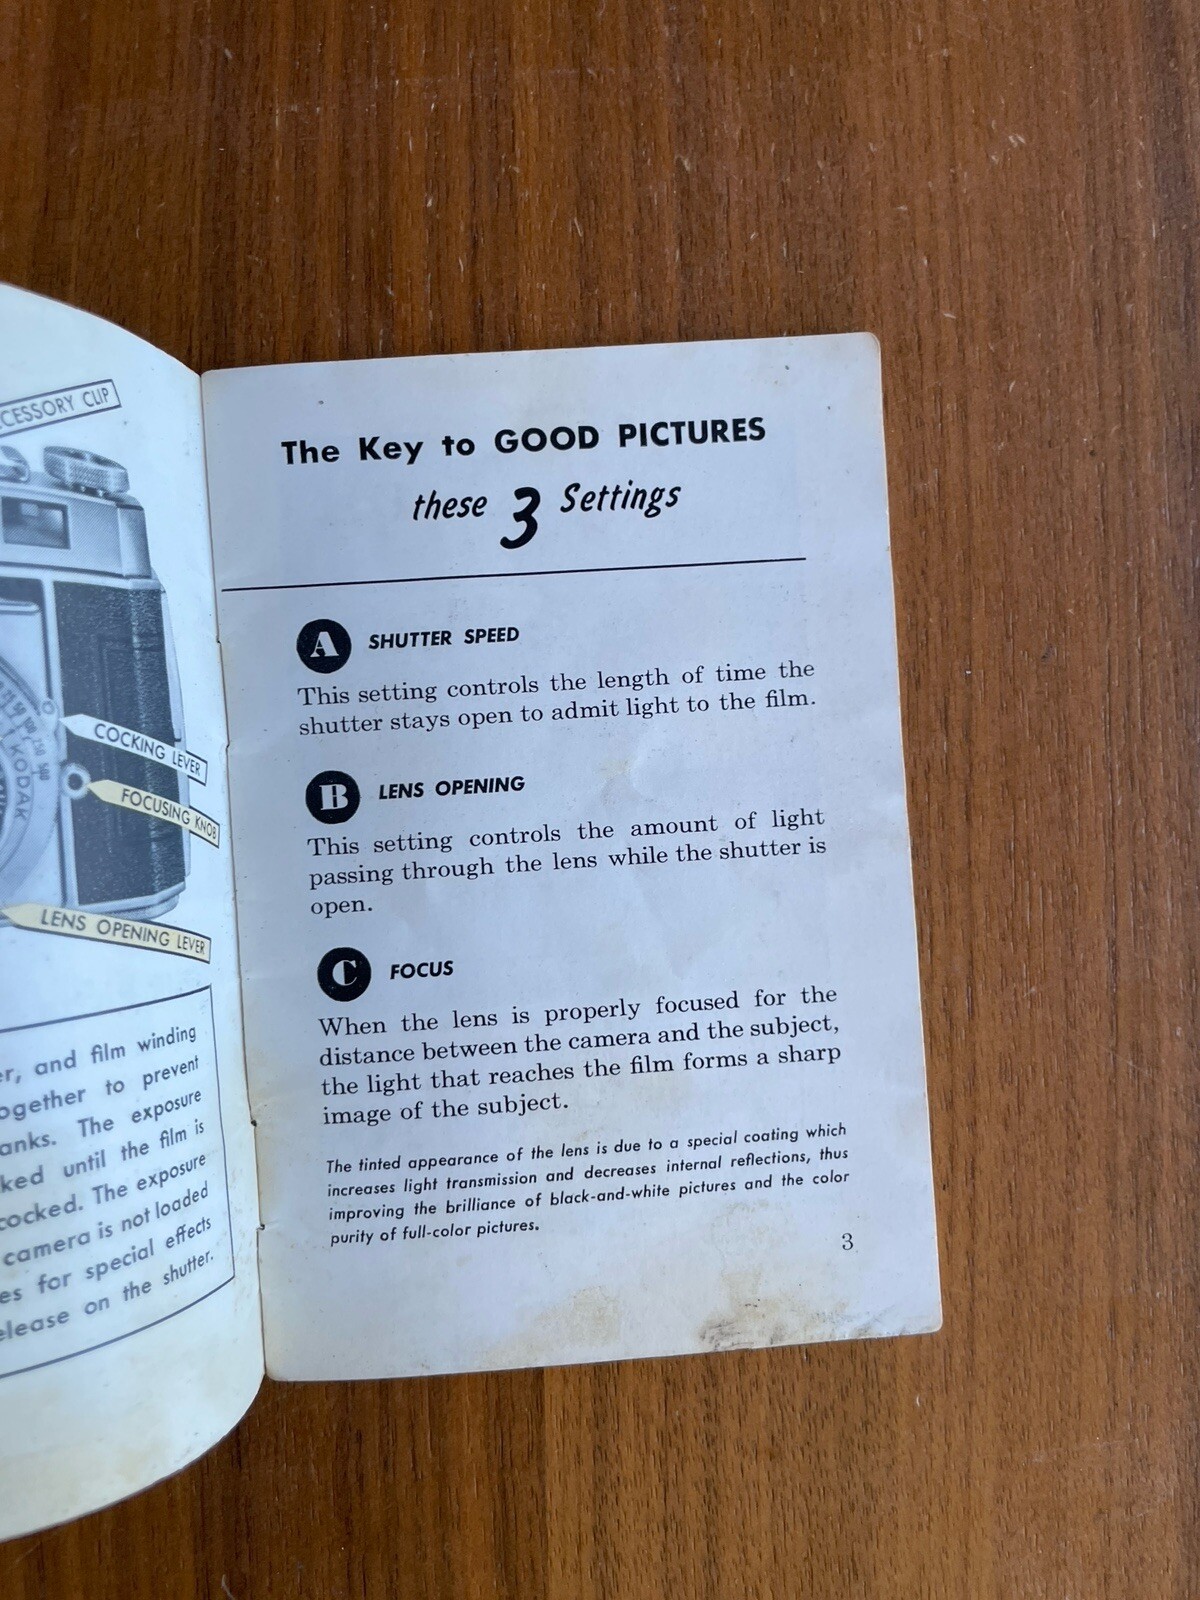 CESSORY CLIP
25 50 100 250 500
KODAK
COCKING LEVER
FOCUSING KNOB
LENS OPENING LEVER
and film winding
together to prevent
The exposure
until the film is
cocked. The exposure
camera is not loaded
for special effects
on the shutter.
The Key to GOOD PICTURES
these 3 Settings
A SHUTTER SPEED
This setting controls the length of time the
shutter stays open to admit light to the film.
B LENS OPENING
This setting controls the amount of light
passing through the lens while the shutter is
open.
C FOCUS
When the lens is properly focused for the
distance between the camera and the subject,
the light that reaches the film forms a sharp
image of the subject.
The tinted appearance of the lens is due to a special coating which
increases light transmission and decreases internal reflections, thus
improving the brilliance of black-and-white pictures and the color
purity of full-color pictures.
3